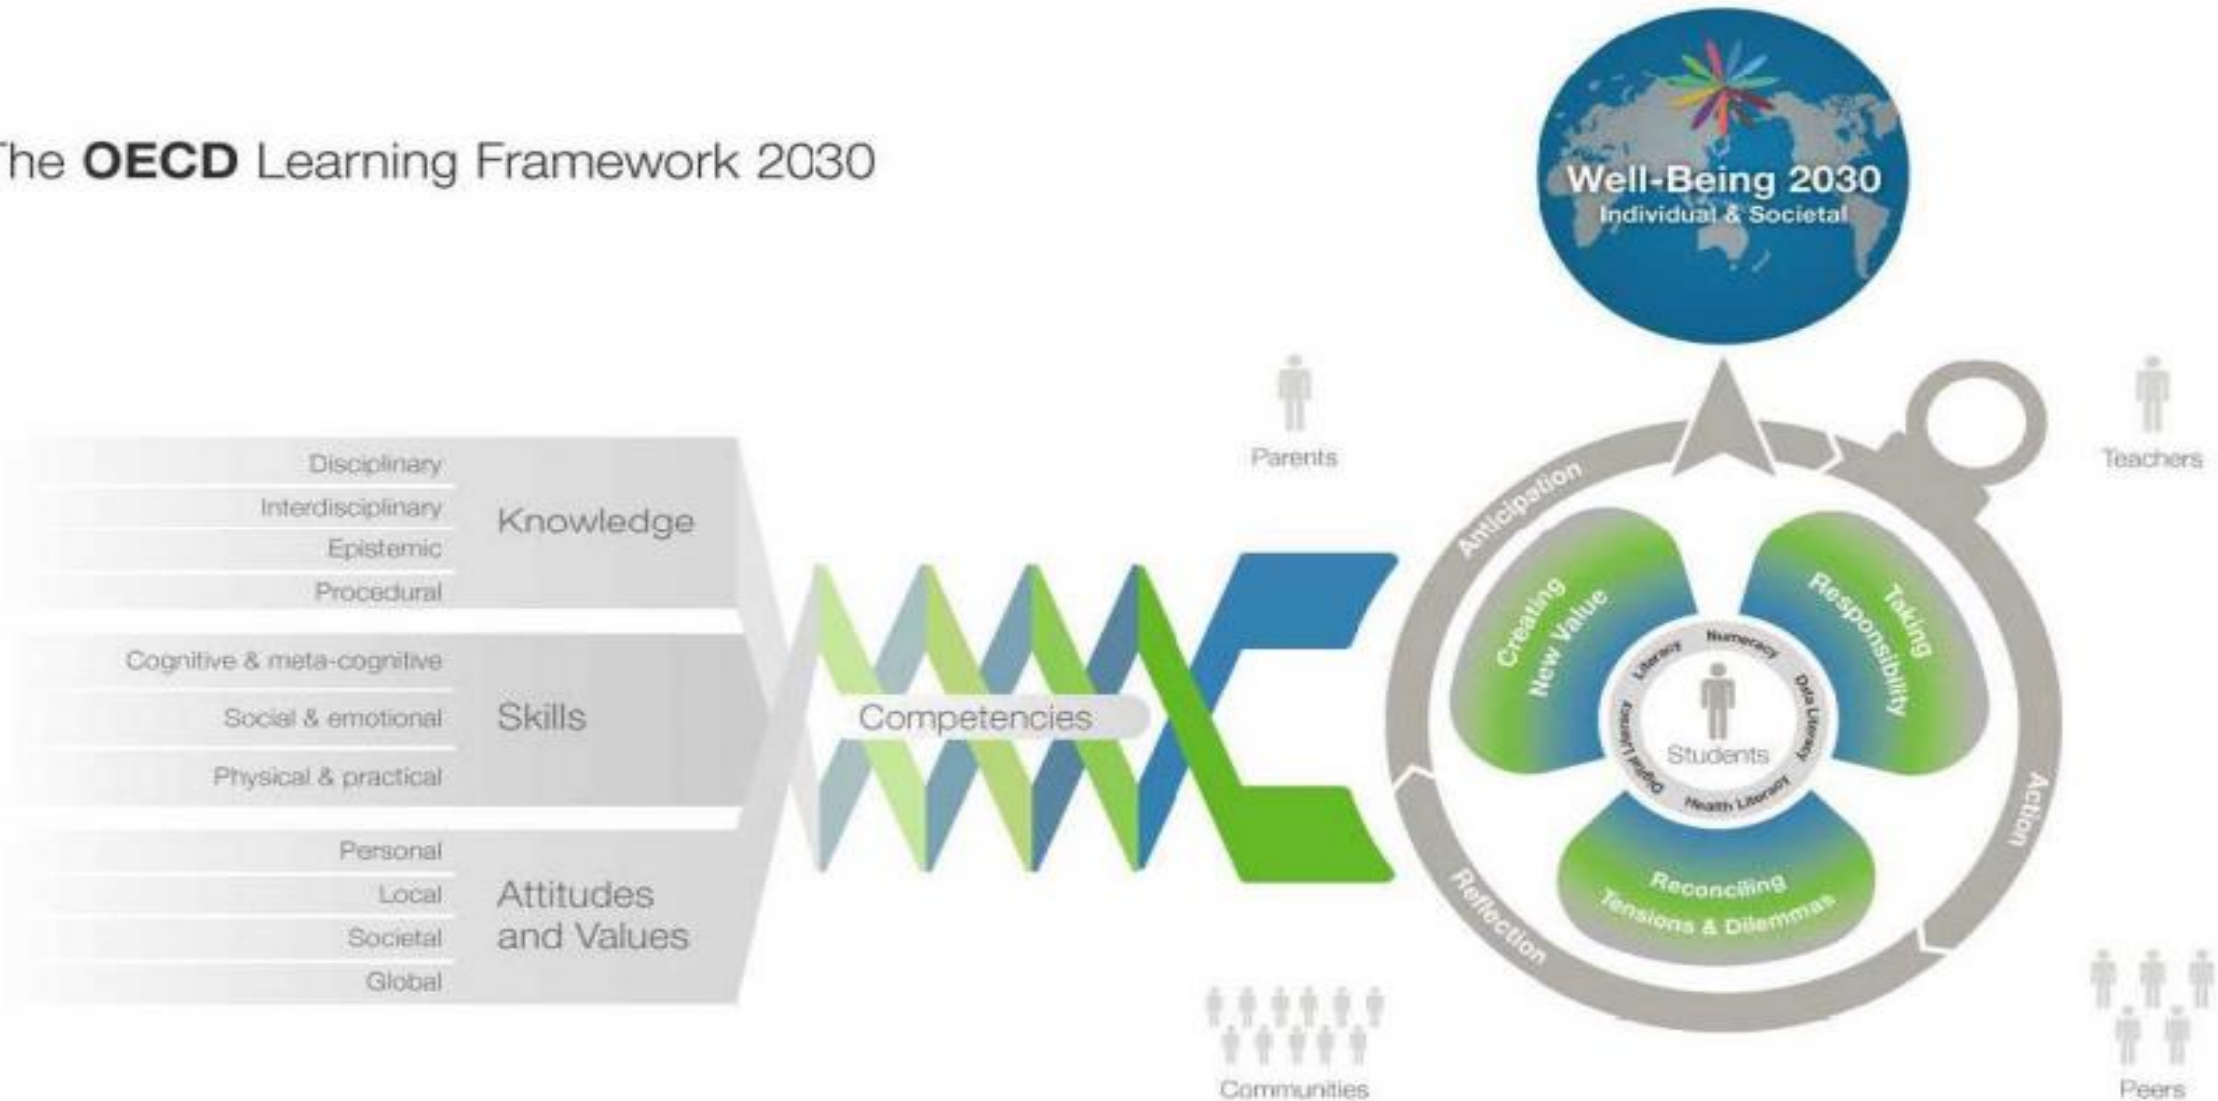 The OECD Learning Framework 2030
Well-Being 2030
Individual & Societal
Disciplinary
Interdisciplinary
Epistemic
Procedural
Knowledge
Cognitive & meta-cognitive
Social & emotional
Physical & practical
Skills
Personal
Local
Societal
Global
Attitudes
and Values
Competencies
Parents
Teachers
Anticipation
Action
Reflection
Creating
New Value
Taking
Responsibility
Reconciling
Tensions & Dilemmas
Literacy
Numeracy
Data Literacy
Health Literacy
Digital Literacy
Students
Communities
Peers